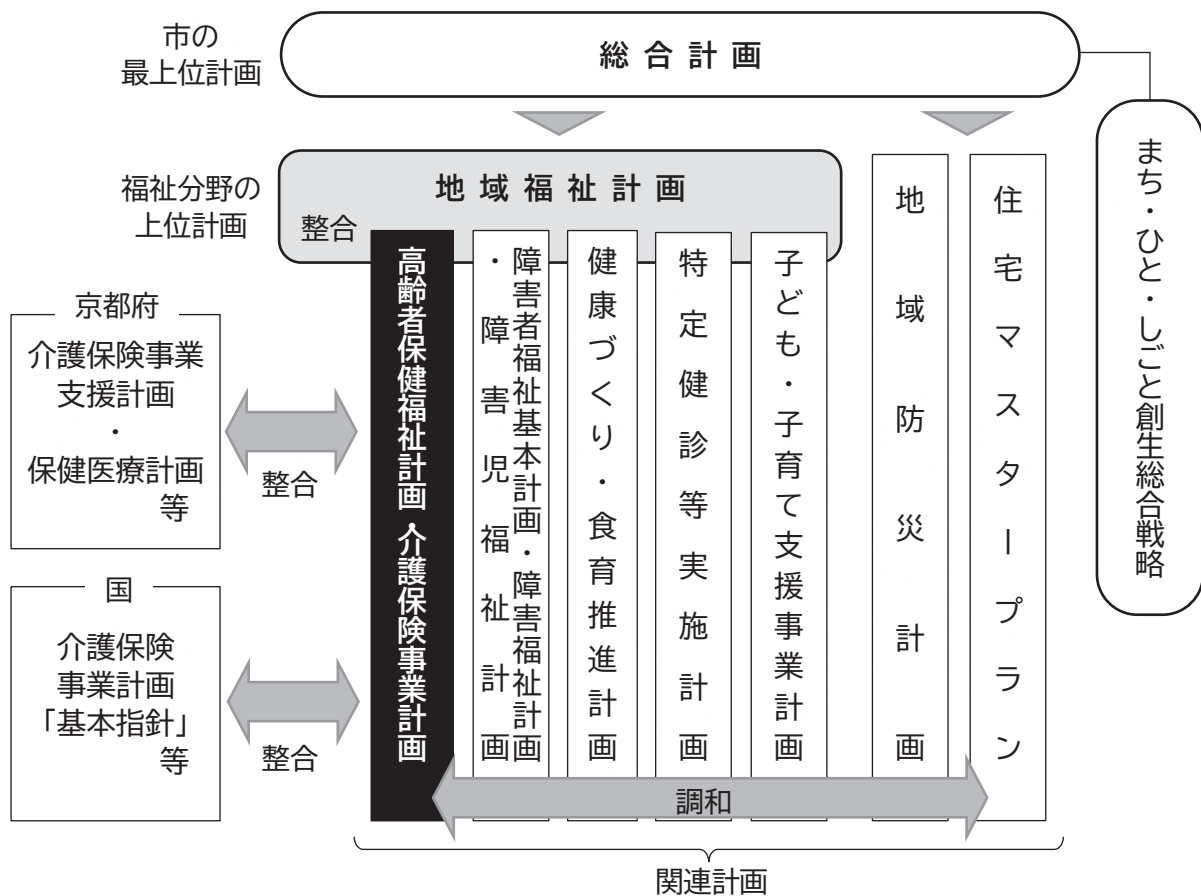 市の
最上位計画
総合計画
まち・ひと・しごと創生総合戦略
福祉分野の
上位計画
地域福祉計画
整合
高齢者保健福祉計画・介護保険事業計画
障害者福祉基本計画・障害福祉計画
・障害児福祉計画
健康づくり・食育推進計画
特定健診等実施計画
子ども・子育て支援事業計画
地域防災計画
住宅マスタープラン
京都府
介護保険事業
支援計画
・
保健医療計画
等
整合
国
介護保険
事業計画
「基本指針」
等
整合
調和
関連計画